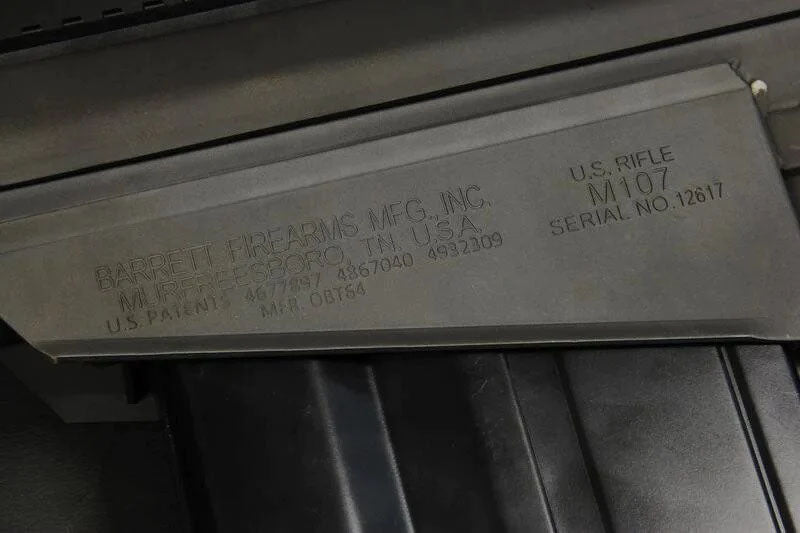 BARRETT FIREARMS MFG., INC.
MURFREESBORO, TN. U.S.A.
U.S. PATENTS 4677897 4867040 4932309
MFR. OBT64
U.S. RIFLE
M107
SERIAL NO. 12617